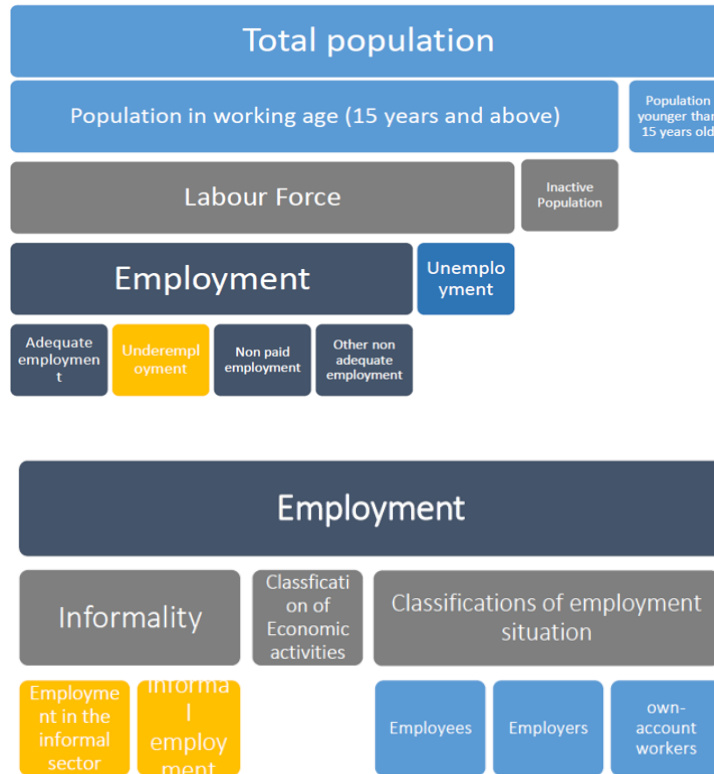 Total population
Population in working age (15 years and above)
Population
younger than
15 years old
Labour Force
Inactive
Population
Employment
Unemplo
yment
Adequate
employmen
t
Underempl
oyment
Non paid
employment
Other non
adequate
employment
Employment
Informality
Classficati
on of
Economic
activities
Classifications of employment
situation
Employme
nt in the
informal
sector
Informa
l
employ
ment
Employees
Employers
own-
account
workers